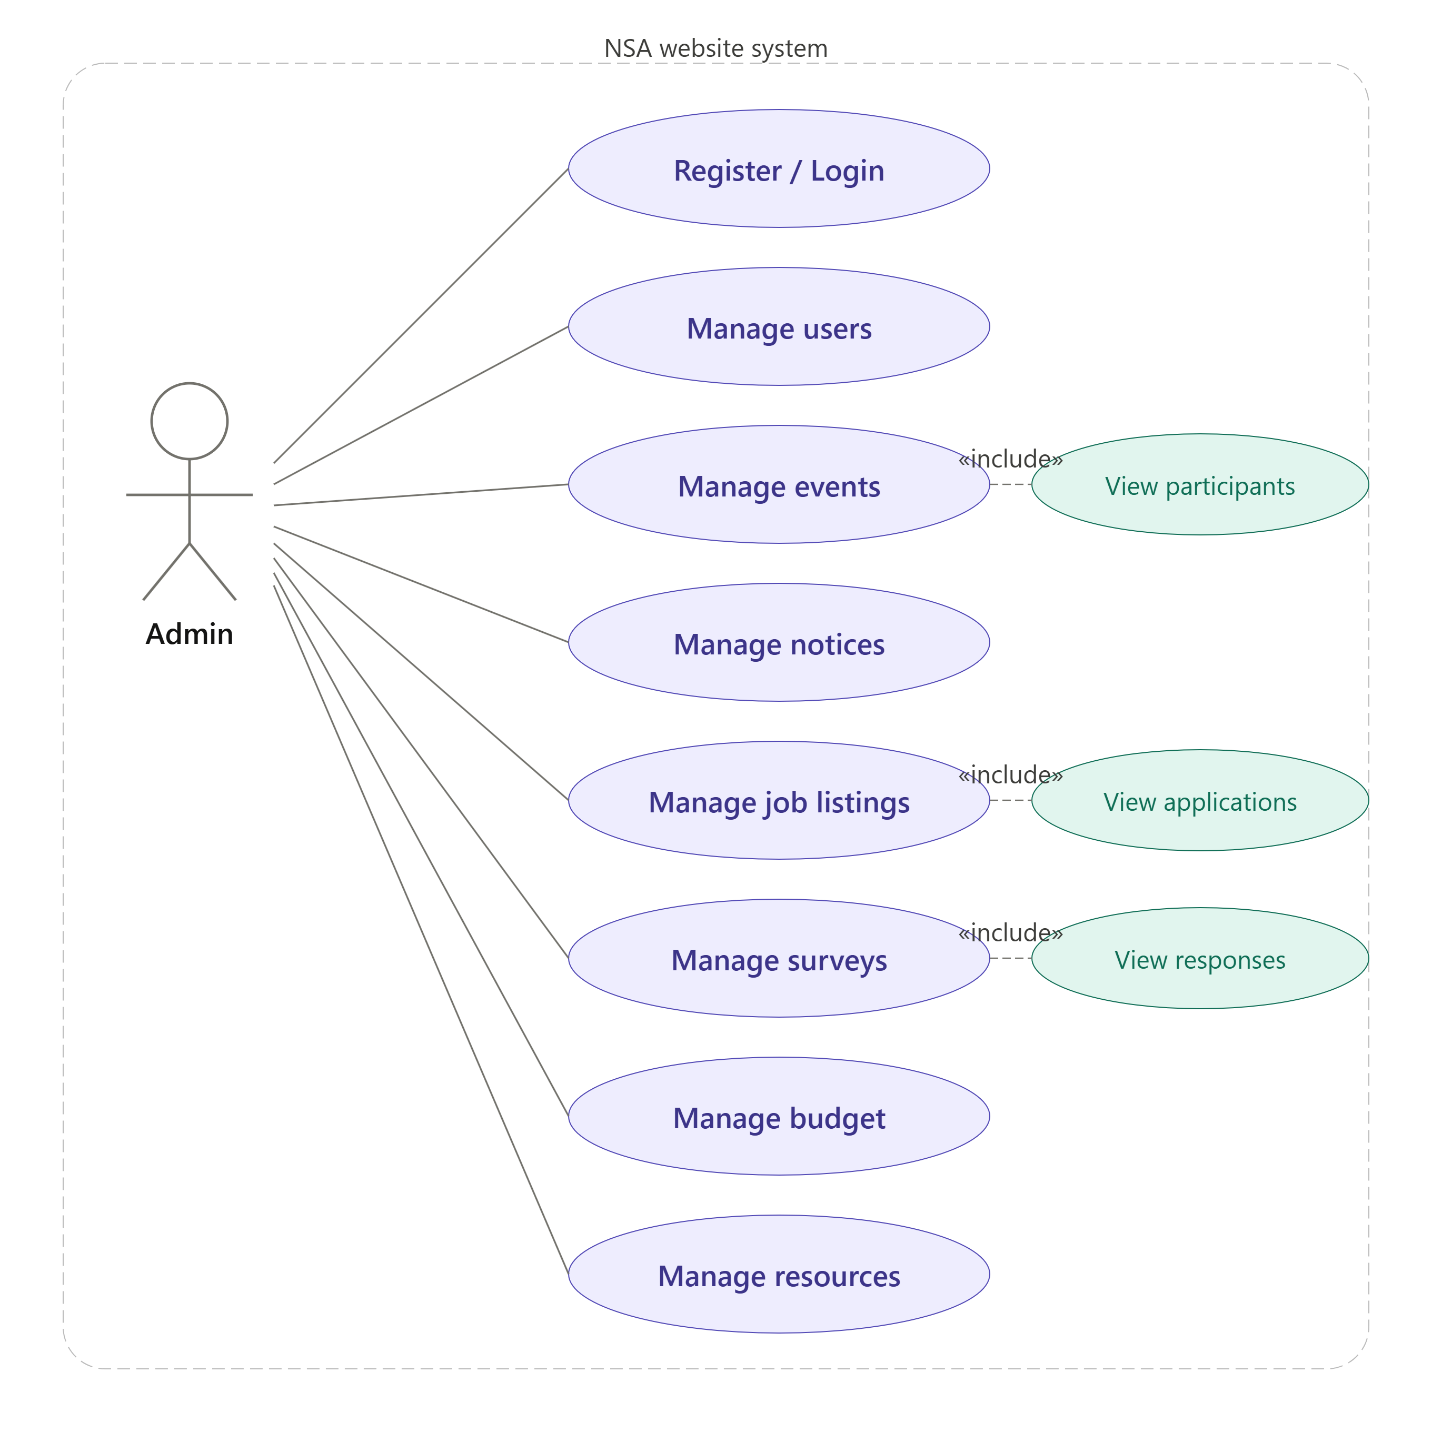 NSA website system
Register / Login
Manage users
Manage events
«include»
View participants
Admin
Manage notices
Manage job listings
«include»
View applications
Manage surveys
«include»
View responses
Manage budget
Manage resources